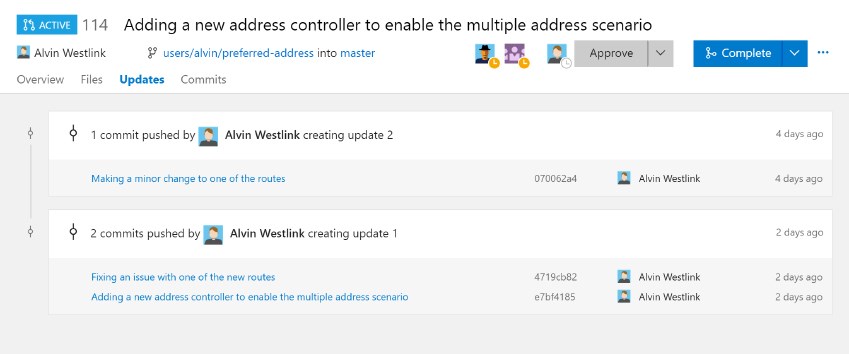 ACTIVE 114 Adding a new address controller to enable the multiple address scenario
Alvin Westlink users/alvin/preferred-address into master Approve Complete
Overview Files Updates Commits
1 commit pushed by Alvin Westlink creating update 2 4 days ago
Making a minor change to one of the routes 070062a4 Alvin Westlink 4 days ago
2 commits pushed by Alvin Westlink creating update 1 2 days ago
Fixing an issue with one of the new routes 4719cb82 Alvin Westlink 2 days ago
Adding a new address controller to enable the multiple address scenario e7bf4185 Alvin Westlink 2 days ago